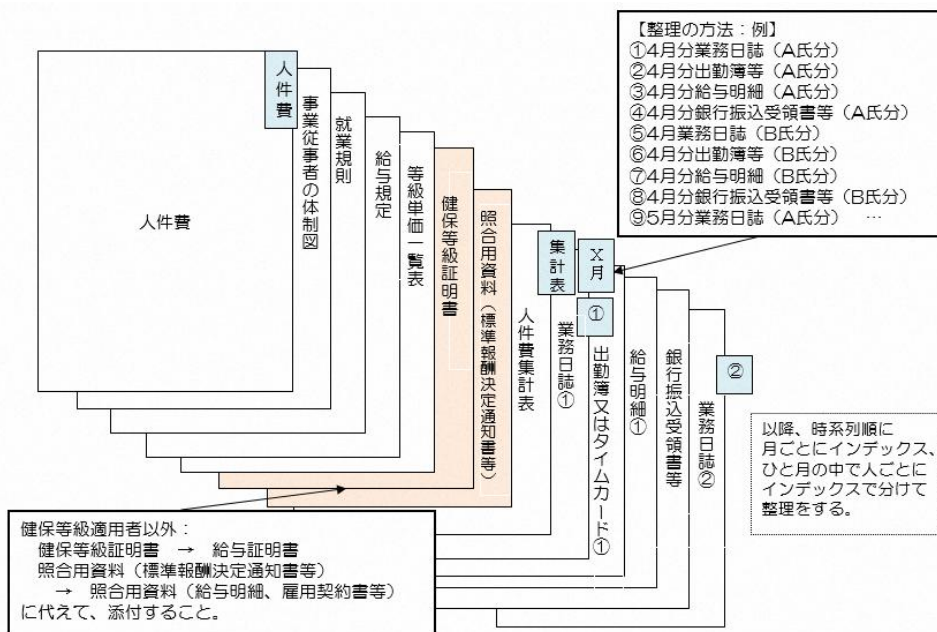 【整理の方法：例】
①4月分業務日誌（A氏分）
②4月分出勤簿等（A氏分）
③4月分給与明細（A氏分）
④4月分銀行振込受領書等（A氏分）
⑤4月業務日誌（B氏分）
⑥4月分出勤簿等（B氏分）
⑦4月分給与明細（B氏分）
⑧4月分銀行振込受領書等（B氏分）
⑨5月分業務日誌（A氏分）　…
人件費
人件費
事業従事者の体制図
就業規則
給与規定
等級単価一覧表
健保等級証明書
照合用資料（標準報酬決定通知書等）
人件費集計表
集計表
業務日誌①
X月
①
出勤簿又はタイムカード①
給与明細①
銀行振込受領書等
業務日誌②
②
以降、時系列順に
月ごとにインデックス、
ひと月の中で人ごとに
インデックスで分けて
整理をする。
健保等級適用者以外：
健保等級証明書　→　給与証明書
照合用資料（標準報酬決定通知書等）
→　照合用資料（給与明細、雇用契約書等）
に代えて、添付すること。